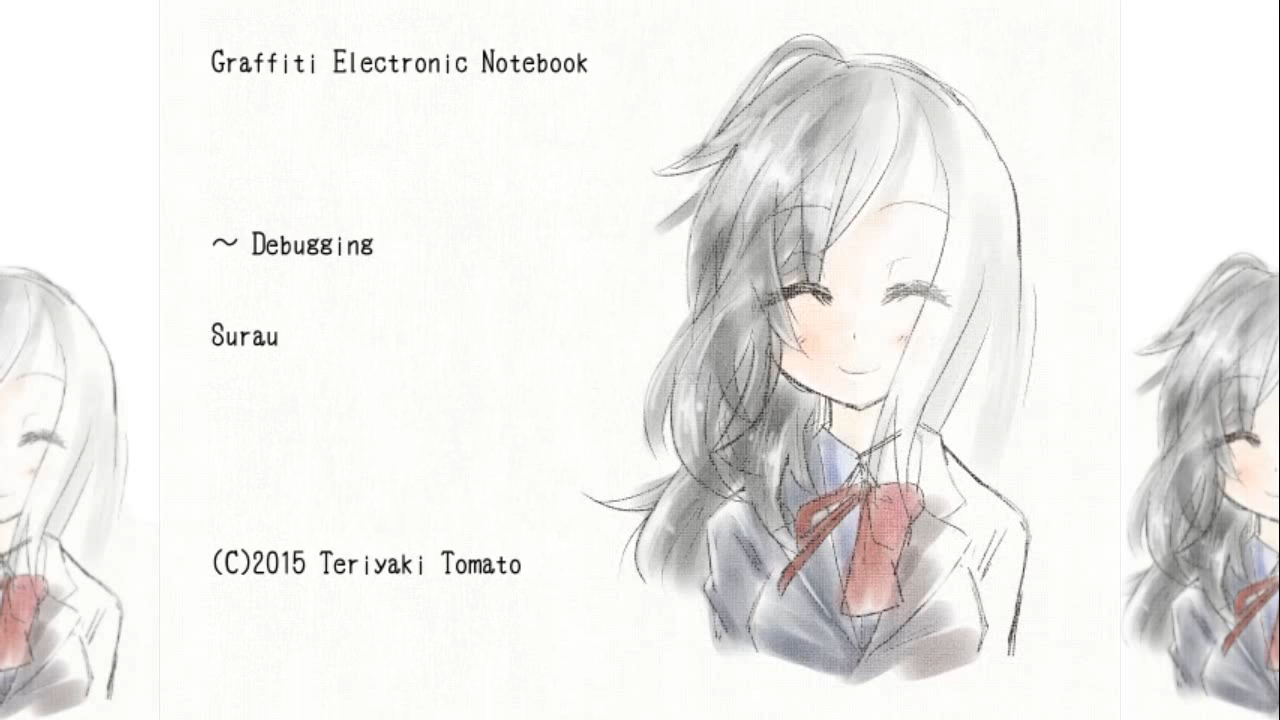 Graffiti Electronic Notebook
～ Debugging
Surau
(C)2015 Teriyaki Tomato